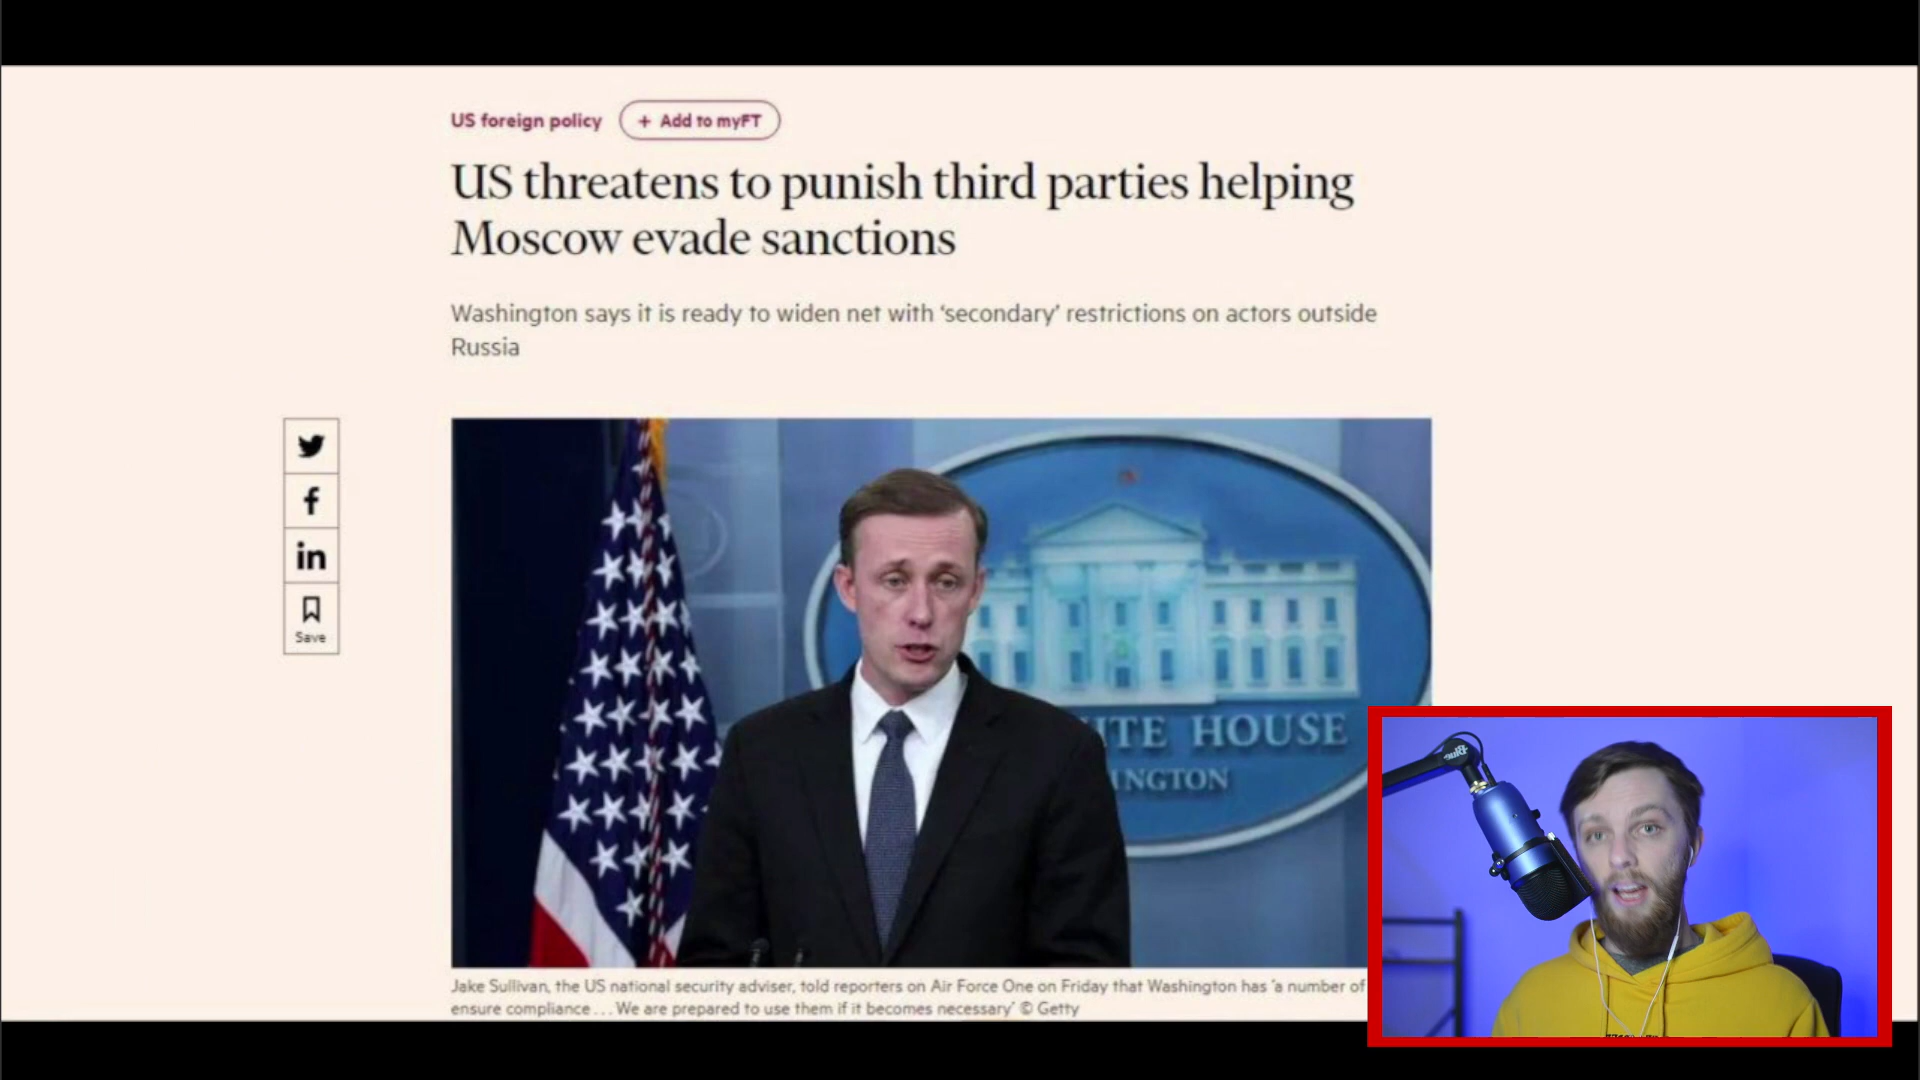 US foreign policy + Add to myFT
US threatens to punish third parties helping
Moscow evade sanctions
Washington says it is ready to widen net with ‘secondary’ restrictions on actors outside
Russia
in
Save
WHITE HOUSE
INGTON
Jake Sullivan, the US national security adviser, told reporters on Air Force One on Friday that Washington has ‘a number of
ensure compliance . . . We are prepared to use them if it becomes necessary’ © Getty